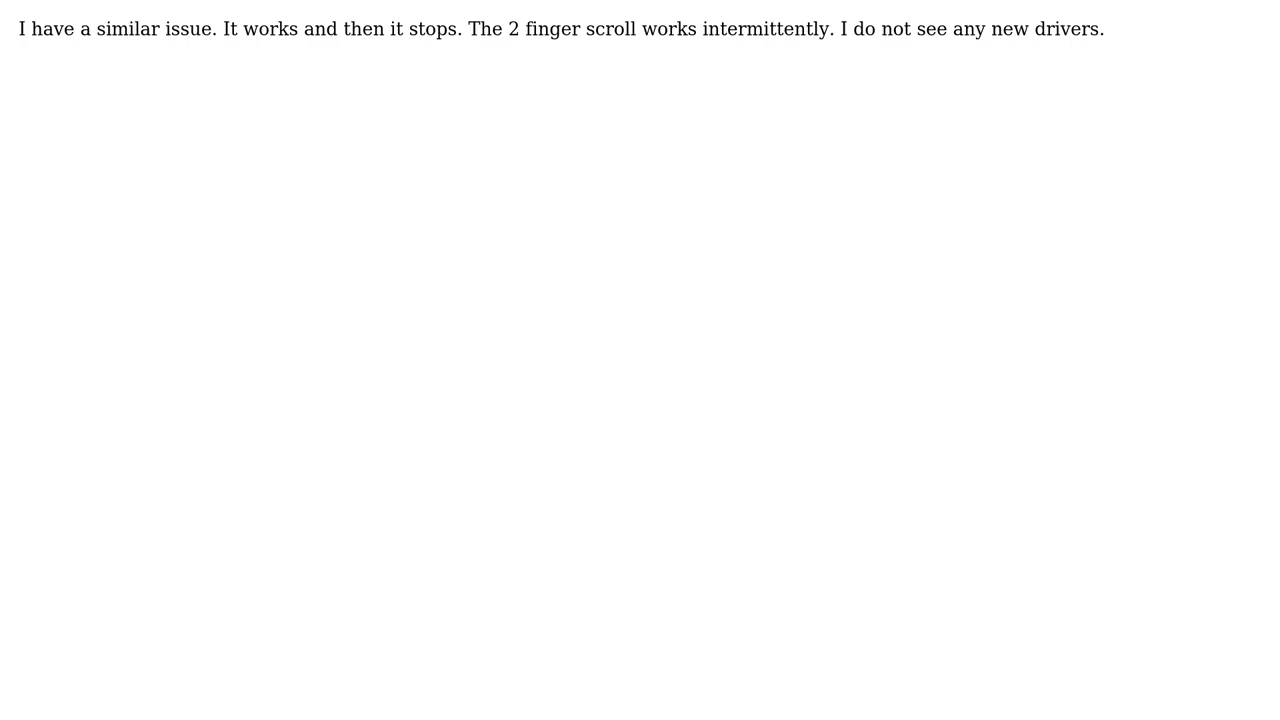 I have a similar issue. It works and then it stops. The 2 finger scroll works intermittently. I do not see any new drivers.